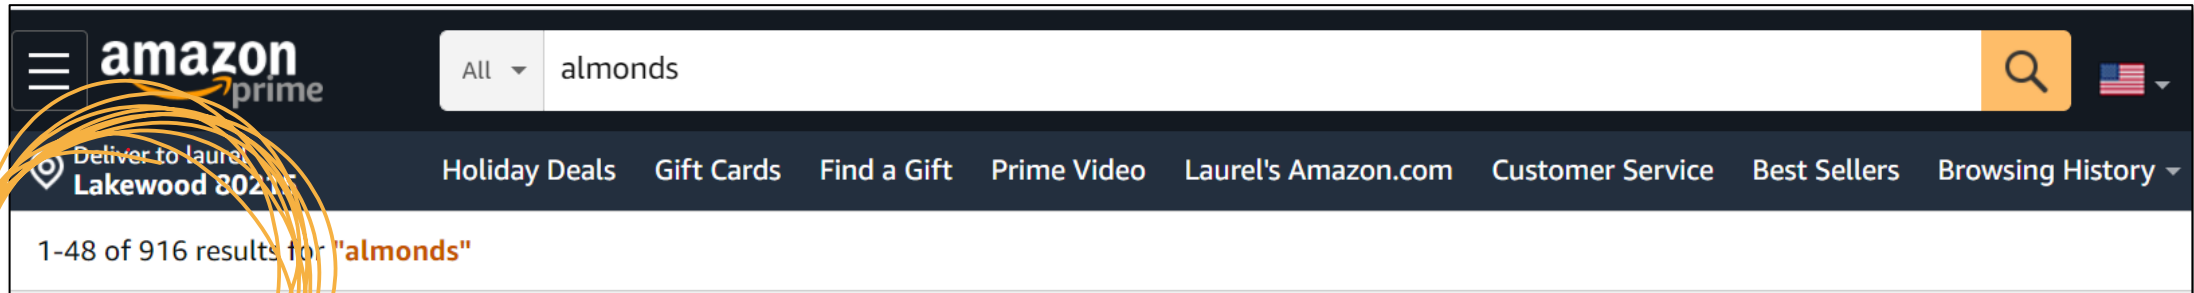 amazon
prime
All
almonds
Deliver to laurel
Lakewood 80215
Holiday Deals
Gift Cards
Find a Gift
Prime Video
Laurel's Amazon.com
Customer Service
Best Sellers
Browsing History
1-48 of 916 results for "almonds"